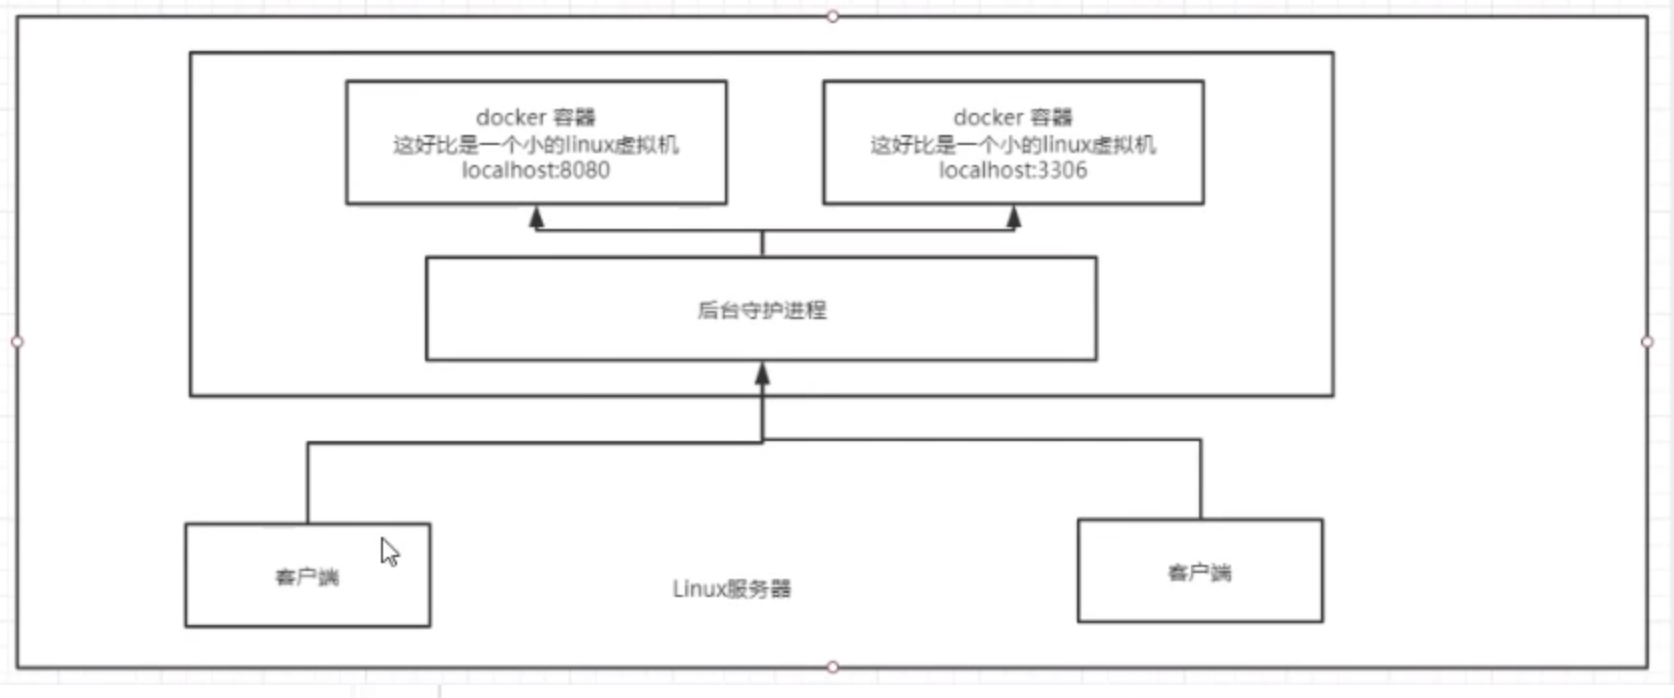 docker 容器
这好比是一个小的linux虚拟机
localhost:8080
docker 容器
这好比是一个小的linux虚拟机
localhost:3306
后台守护进程
客户端
Linux服务器
客户端